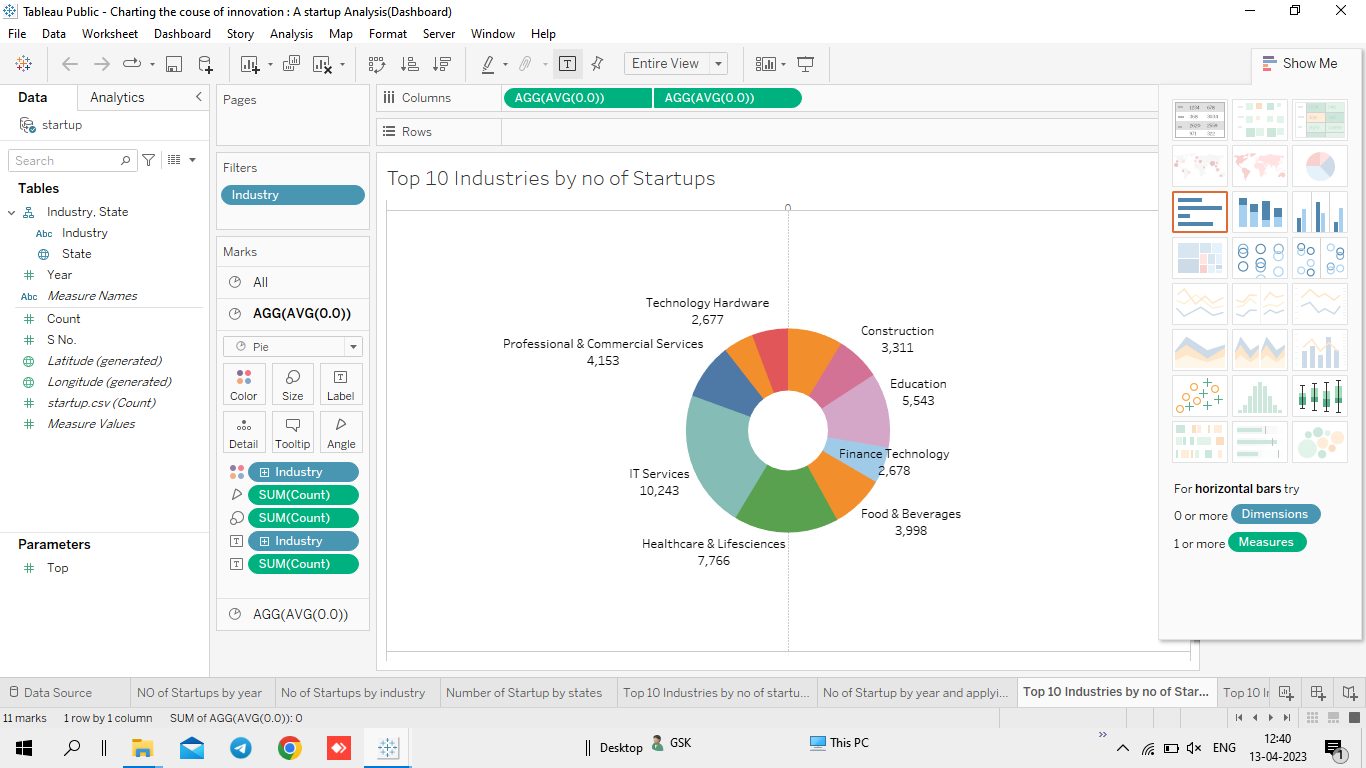 Tableau Public - Charting the couse of innovation : A startup Analysis(Dashboard)
File Data Worksheet Dashboard Story Analysis Map Format Server Window Help
Entire View
Show Me
Data Analytics
startup
Search
Tables
Industry, State
Abc Industry
State
Year
Abc Measure Names
Count
S No.
Latitude (generated)
Longitude (generated)
startup.csv (Count)
Measure Values
Parameters
Top
Pages
Filters
Industry
Marks
All
AGG(AVG(0.0))
Pie
Color Size Label
Detail Tooltip Angle
Industry
SUM(Count)
SUM(Count)
Industry
SUM(Count)
AGG(AVG(0.0))
Columns AGG(AVG(0.0)) AGG(AVG(0.0))
Rows
Top 10 Industries by no of Startups
0
Technology Hardware
2,677
Construction
3,311
Professional & Commercial Services
4,153
Education
5,543
Finance Technology
2,678
IT Services
10,243
Food & Beverages
3,998
Healthcare & Lifesciences
7,766
For horizontal bars try
0 or more Dimensions
1 or more Measures
Data Source NO of Startups by year No of Startups by industry Number of Startup by states Top 10 Industries by no of startu... No of Startup by year and applyi... Top 10 Industries by no of Star... Top 10 I
11 marks 1 row by 1 column SUM of AGG(AVG(0.0)): 0
Desktop GSK This PC ENG 12:40
13-04-2023 1